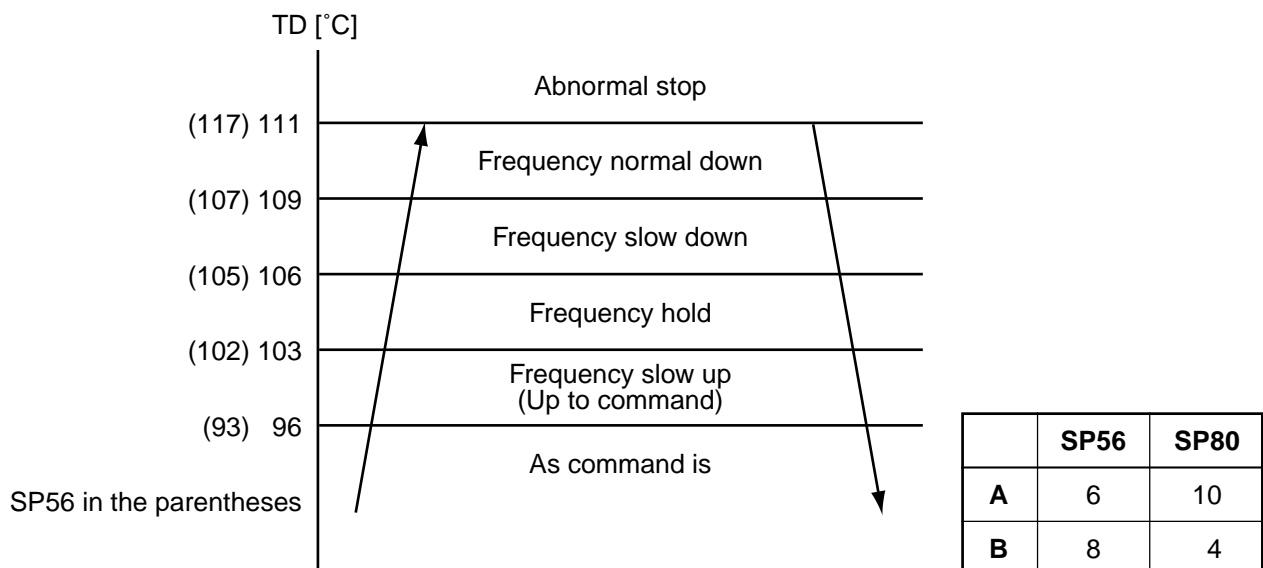 TD [˚C]
Abnormal stop
(117) 111
Frequency normal down
(107) 109
Frequency slow down
(105) 106
Frequency hold
(102) 103
Frequency slow up
(Up to command)
(93) 96
As command is
SP56 in the parentheses
SP56 SP80
A 6 10
B 8 4